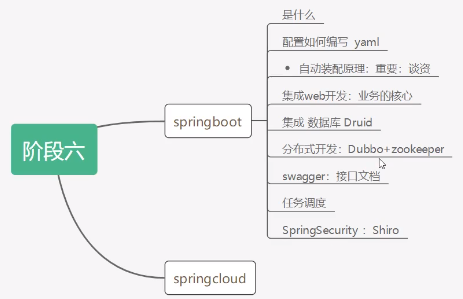 阶段六
springboot
是什么
配置如何编写 yaml
自动装配原理：重要：谈资
集成web开发：业务的核心
集成 数据库 Druid
分布式开发：Dubbo+zookeeper
swagger：接口文档
任务调度
SpringSecurity ：Shiro
springcloud